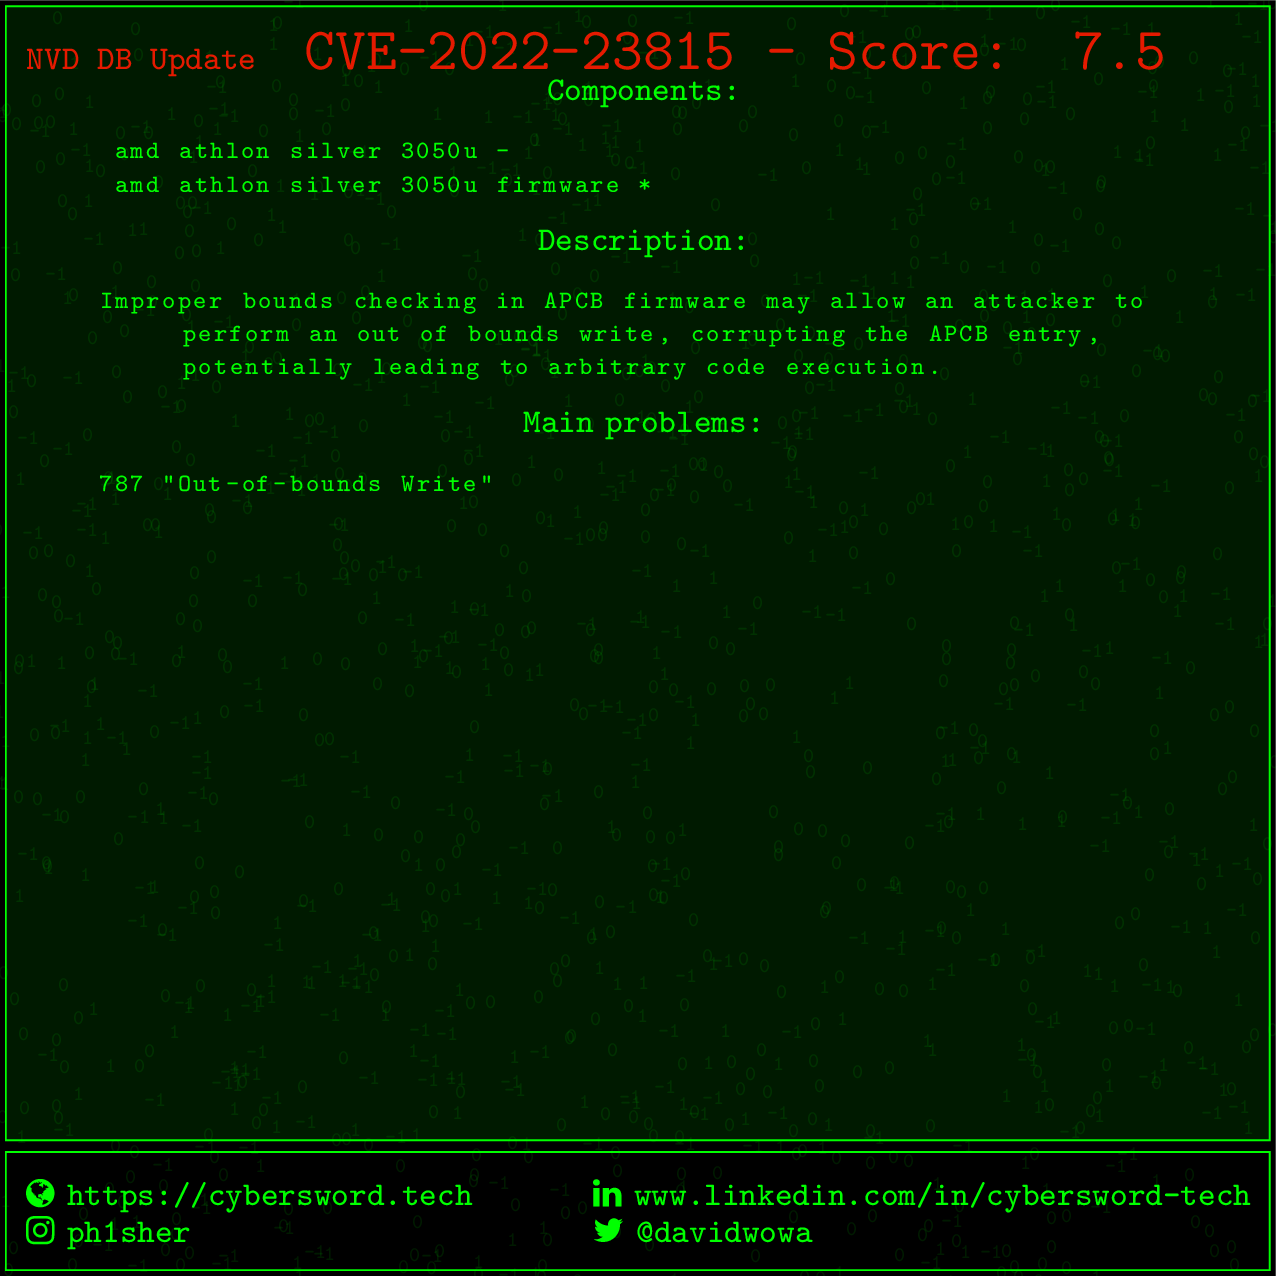 NVD DB Update CVE-2022-23815 - Score: 7.5
Components:
amd athlon silver 3050u -
amd athlon silver 3050u firmware *
Description:
Improper bounds checking in APCB firmware may allow an attacker to
perform an out of bounds write, corrupting the APCB entry,
potentially leading to arbitrary code execution.
Main problems:
787 "Out-of-bounds Write"
https://cybersword.tech
www.linkedin.com/in/cybersword-tech
ph1sher
@davidwowa